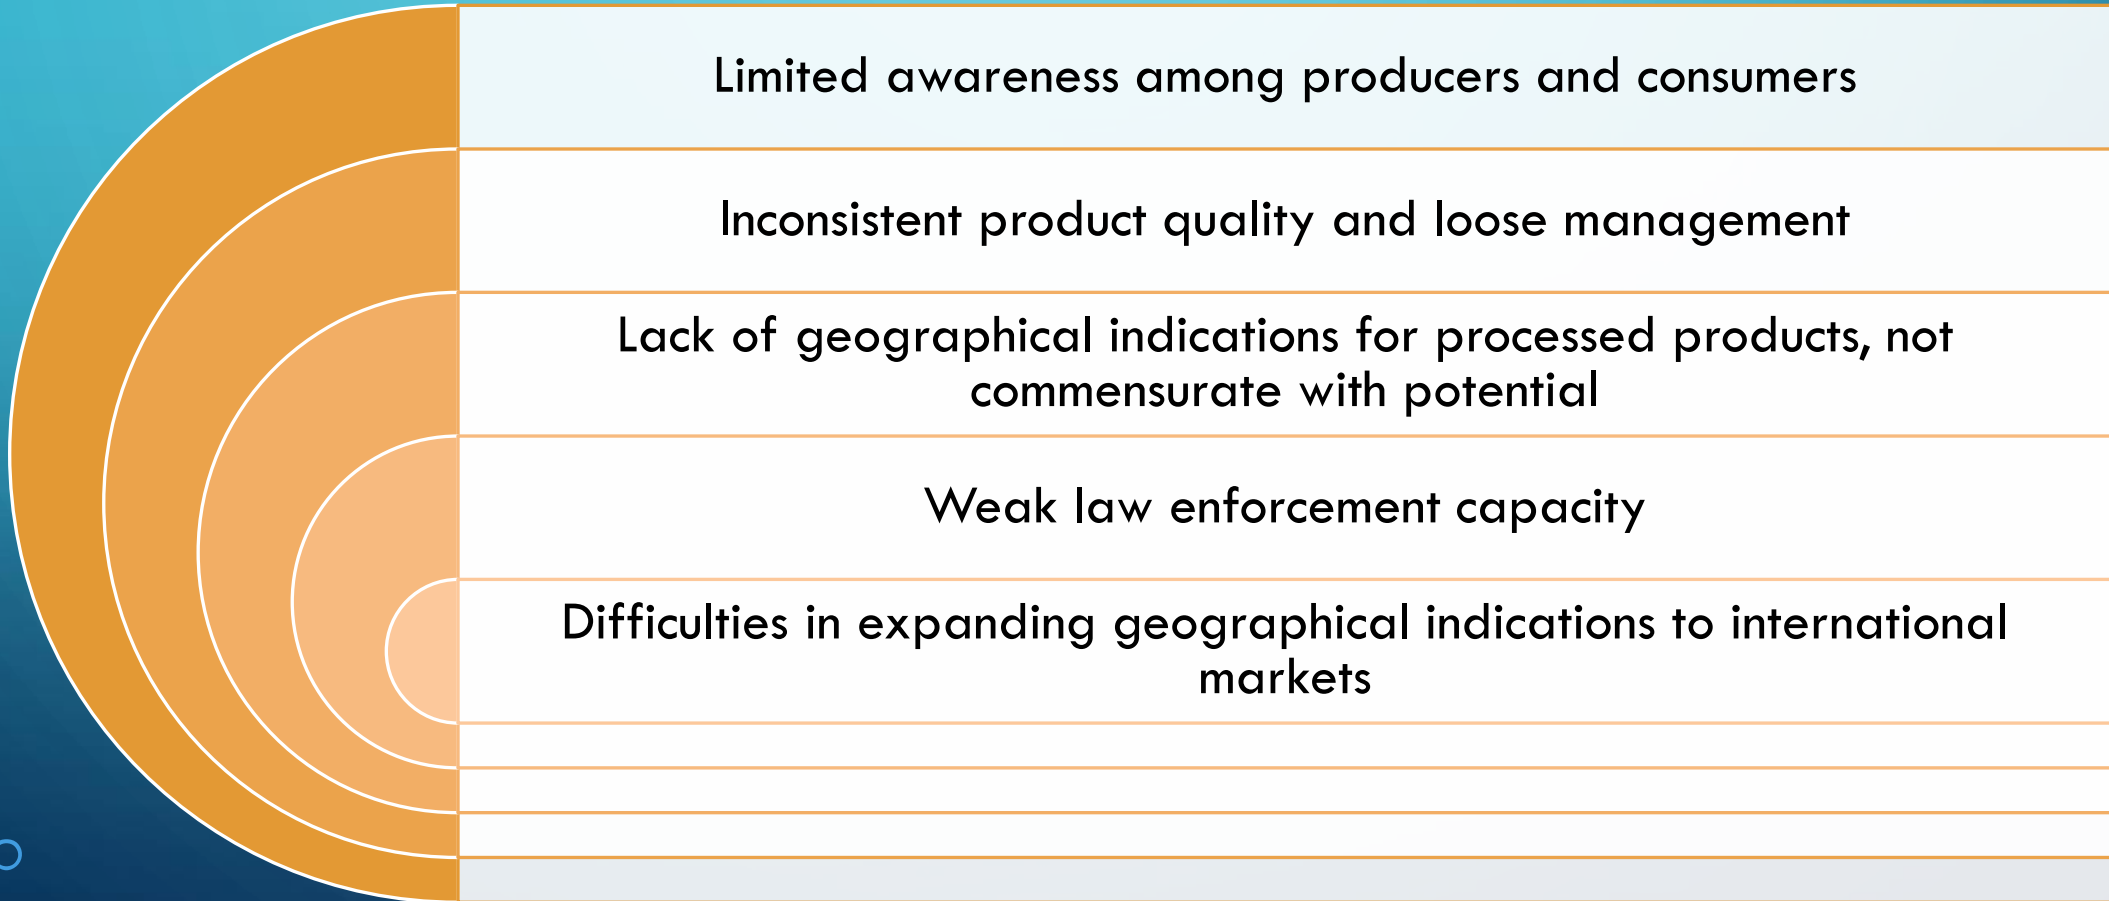 Limited awareness among producers and consumers
Inconsistent product quality and loose management
Lack of geographical indications for processed products, not
commensurate with potential
Weak law enforcement capacity
Difficulties in expanding geographical indications to international
markets